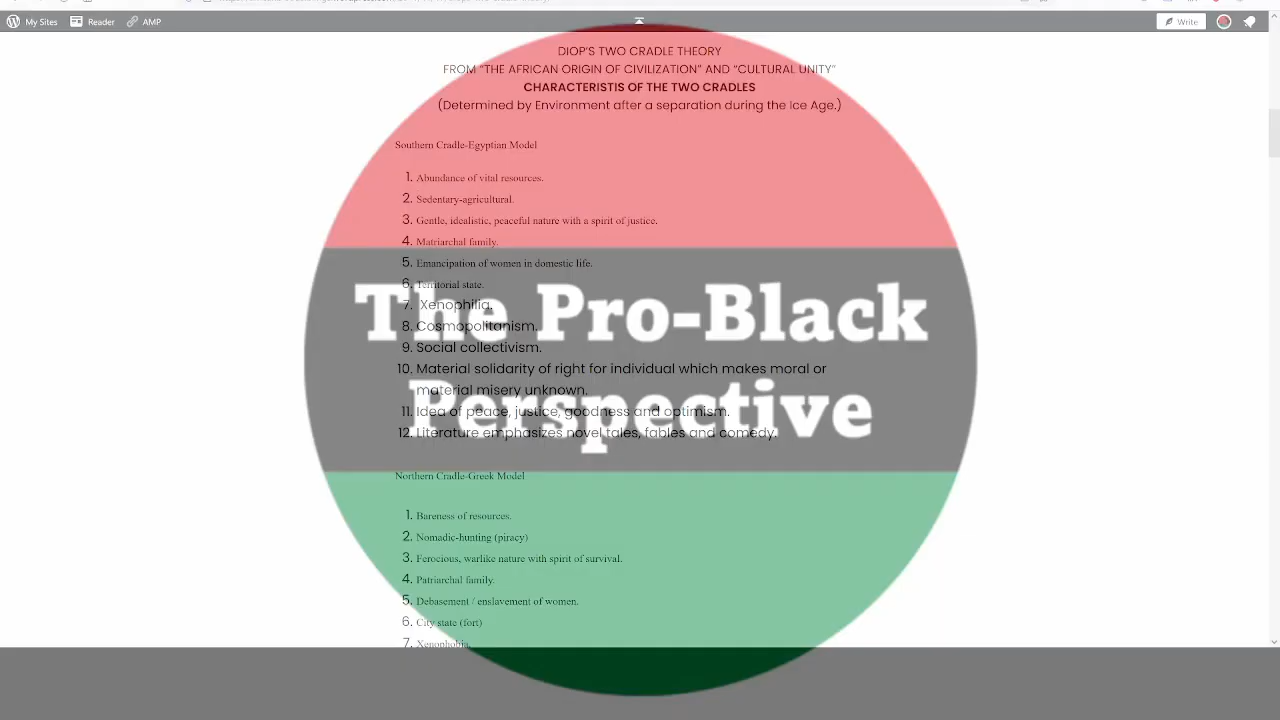 My Sites Reader AMP Write
DIOP'S TWO CRADLE THEORY
FROM "THE AFRICAN ORIGIN OF CIVILIZATION" AND "CULTURAL UNITY"
CHARACTERISTIS OF THE TWO CRADLES
(Determined by Environment after a separation during the Ice Age.)
Southern Cradle-Egyptian Model
1. Abundance of vital resources.
2. Sedentary-agricultural.
3. Gentle, idealistic, peaceful nature with a spirit of justice.
4. Matriarchal family.
5. Emancipation of women in domestic life.
6. Territorial state.
7. Xenophilia.
8. Cosmopolitanism.
9. Social collectivism.
10. Material solidarity of right for individual which makes moral or
material misery unknown.
11. Idea of peace, justice, goodness and optimism.
12. Literature emphasizes novel tales, fables and comedy.
The Pro-Black
Perspective
Northern Cradle-Greek Model
1. Bareness of resources.
2. Nomadic-hunting (piracy)
3. Ferocious, warlike nature with spirit of survival.
4. Patriarchal family.
5. Debasement / enslavement of women.
6. City state (fort)
7. Xenophobia.